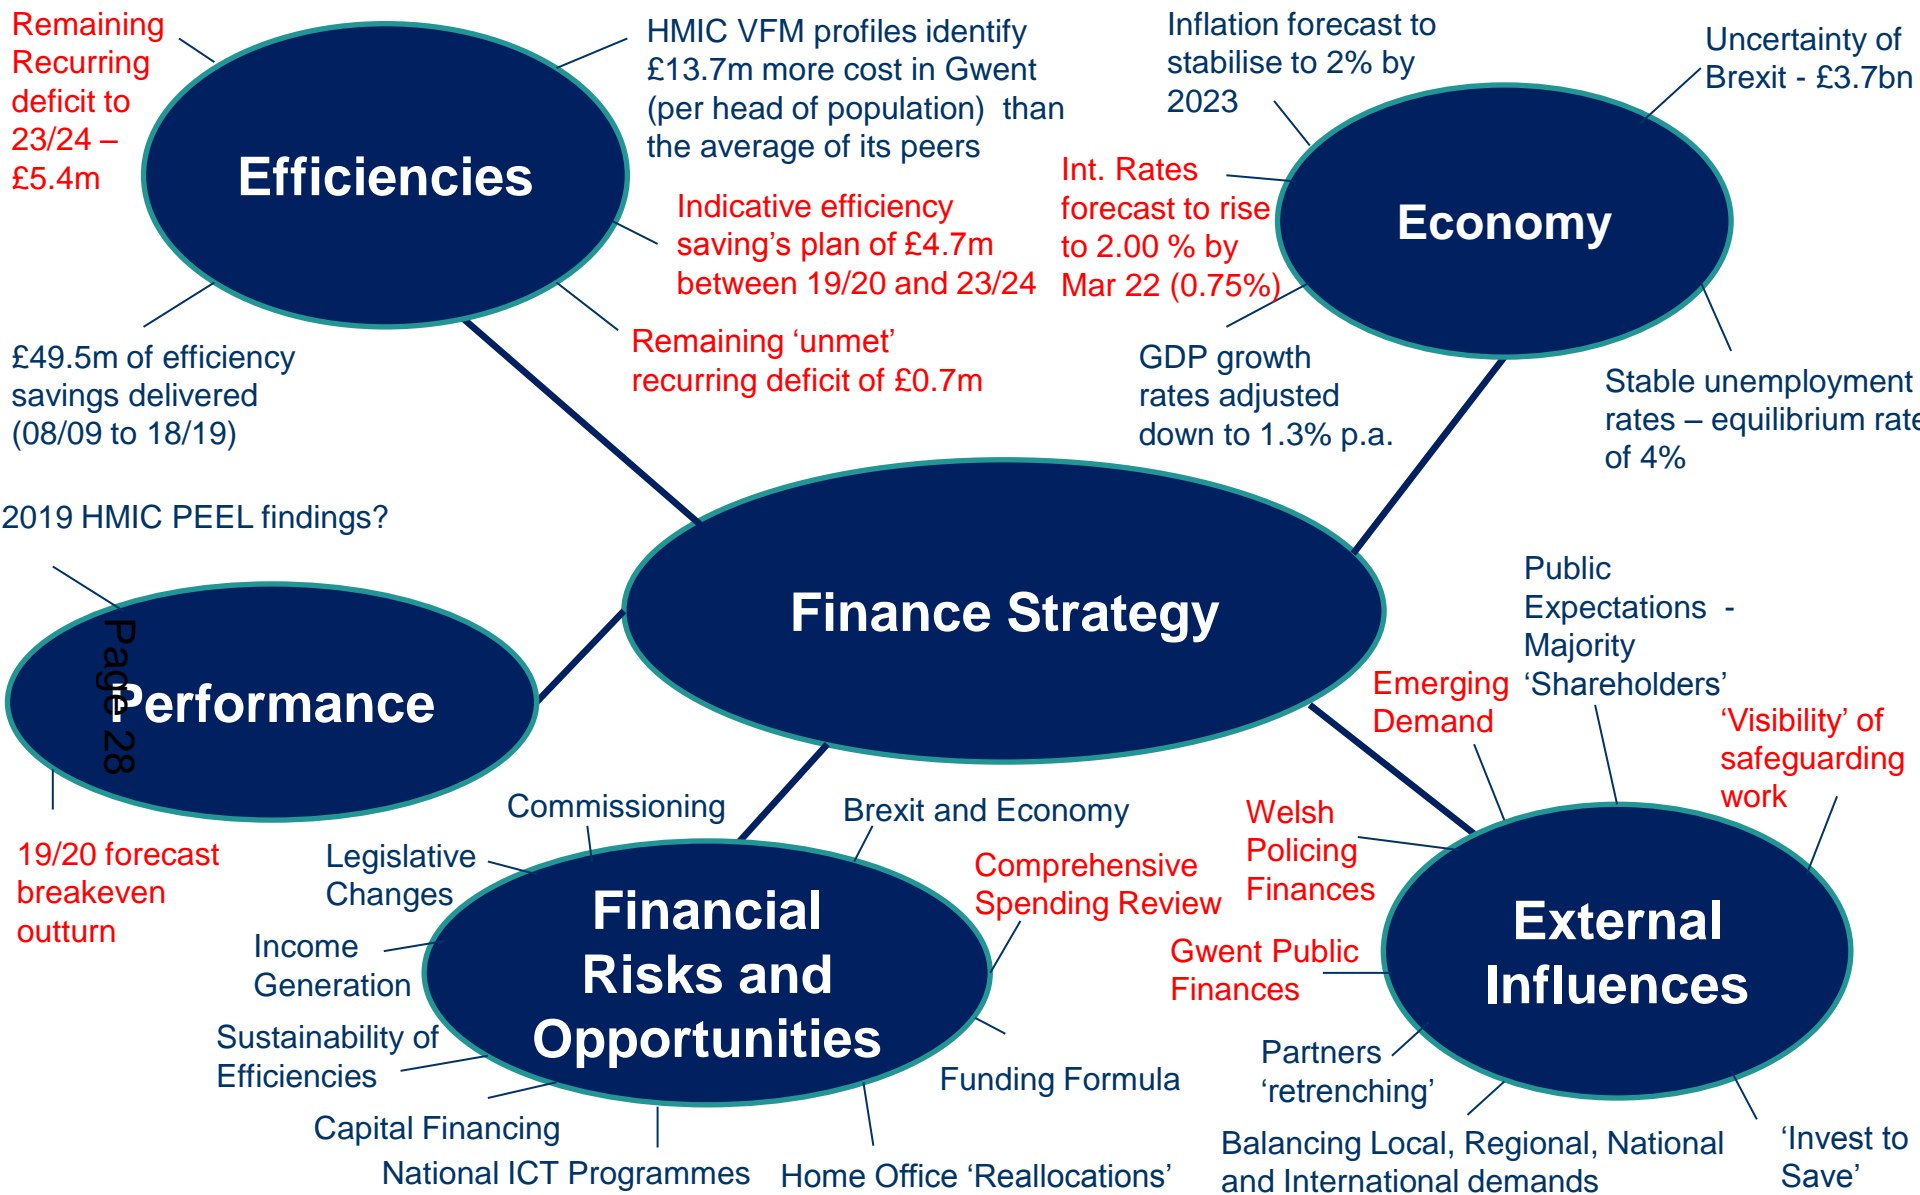 Remaining
Recurring
deficit to
23/24 –
£5.4m
HMIC VFM profiles identify
£13.7m more cost in Gwent
(per head of population)  than
the average of its peers
Efficiencies
Indicative efficiency
saving's plan of £4.7m
between 19/20 and 23/24
Remaining 'unmet'
recurring deficit of £0.7m
£49.5m of efficiency
savings delivered
(08/09 to 18/19)
Inflation forecast to
stabilise to 2% by
2023
Uncertainty of
Brexit - £3.7bn
Int. Rates
forecast to rise
to 2.00 % by
Mar 22 (0.75%)
Economy
GDP growth
rates adjusted
down to 1.3% p.a.
Stable unemployment
rates – equilibrium rate
of 4%
2019 HMIC PEEL findings?
Finance Strategy
Performance
Page 28
19/20 forecast
breakeven
outturn
Public
Expectations  -
Majority
'Shareholders'
Emerging
Demand
'Visibility' of
safeguarding
work
Welsh
Policing
Finances
Gwent Public
Finances
External
Influences
Partners
'retrenching'
Balancing Local, Regional, National
and International demands
'Invest to
Save'
Commissioning
Brexit and Economy
Legislative
Changes
Comprehensive
Spending Review
Income
Generation
Financial
Risks and
Opportunities
Sustainability of
Efficiencies
Funding Formula
Capital Financing
National ICT Programmes
Home Office 'Reallocations'